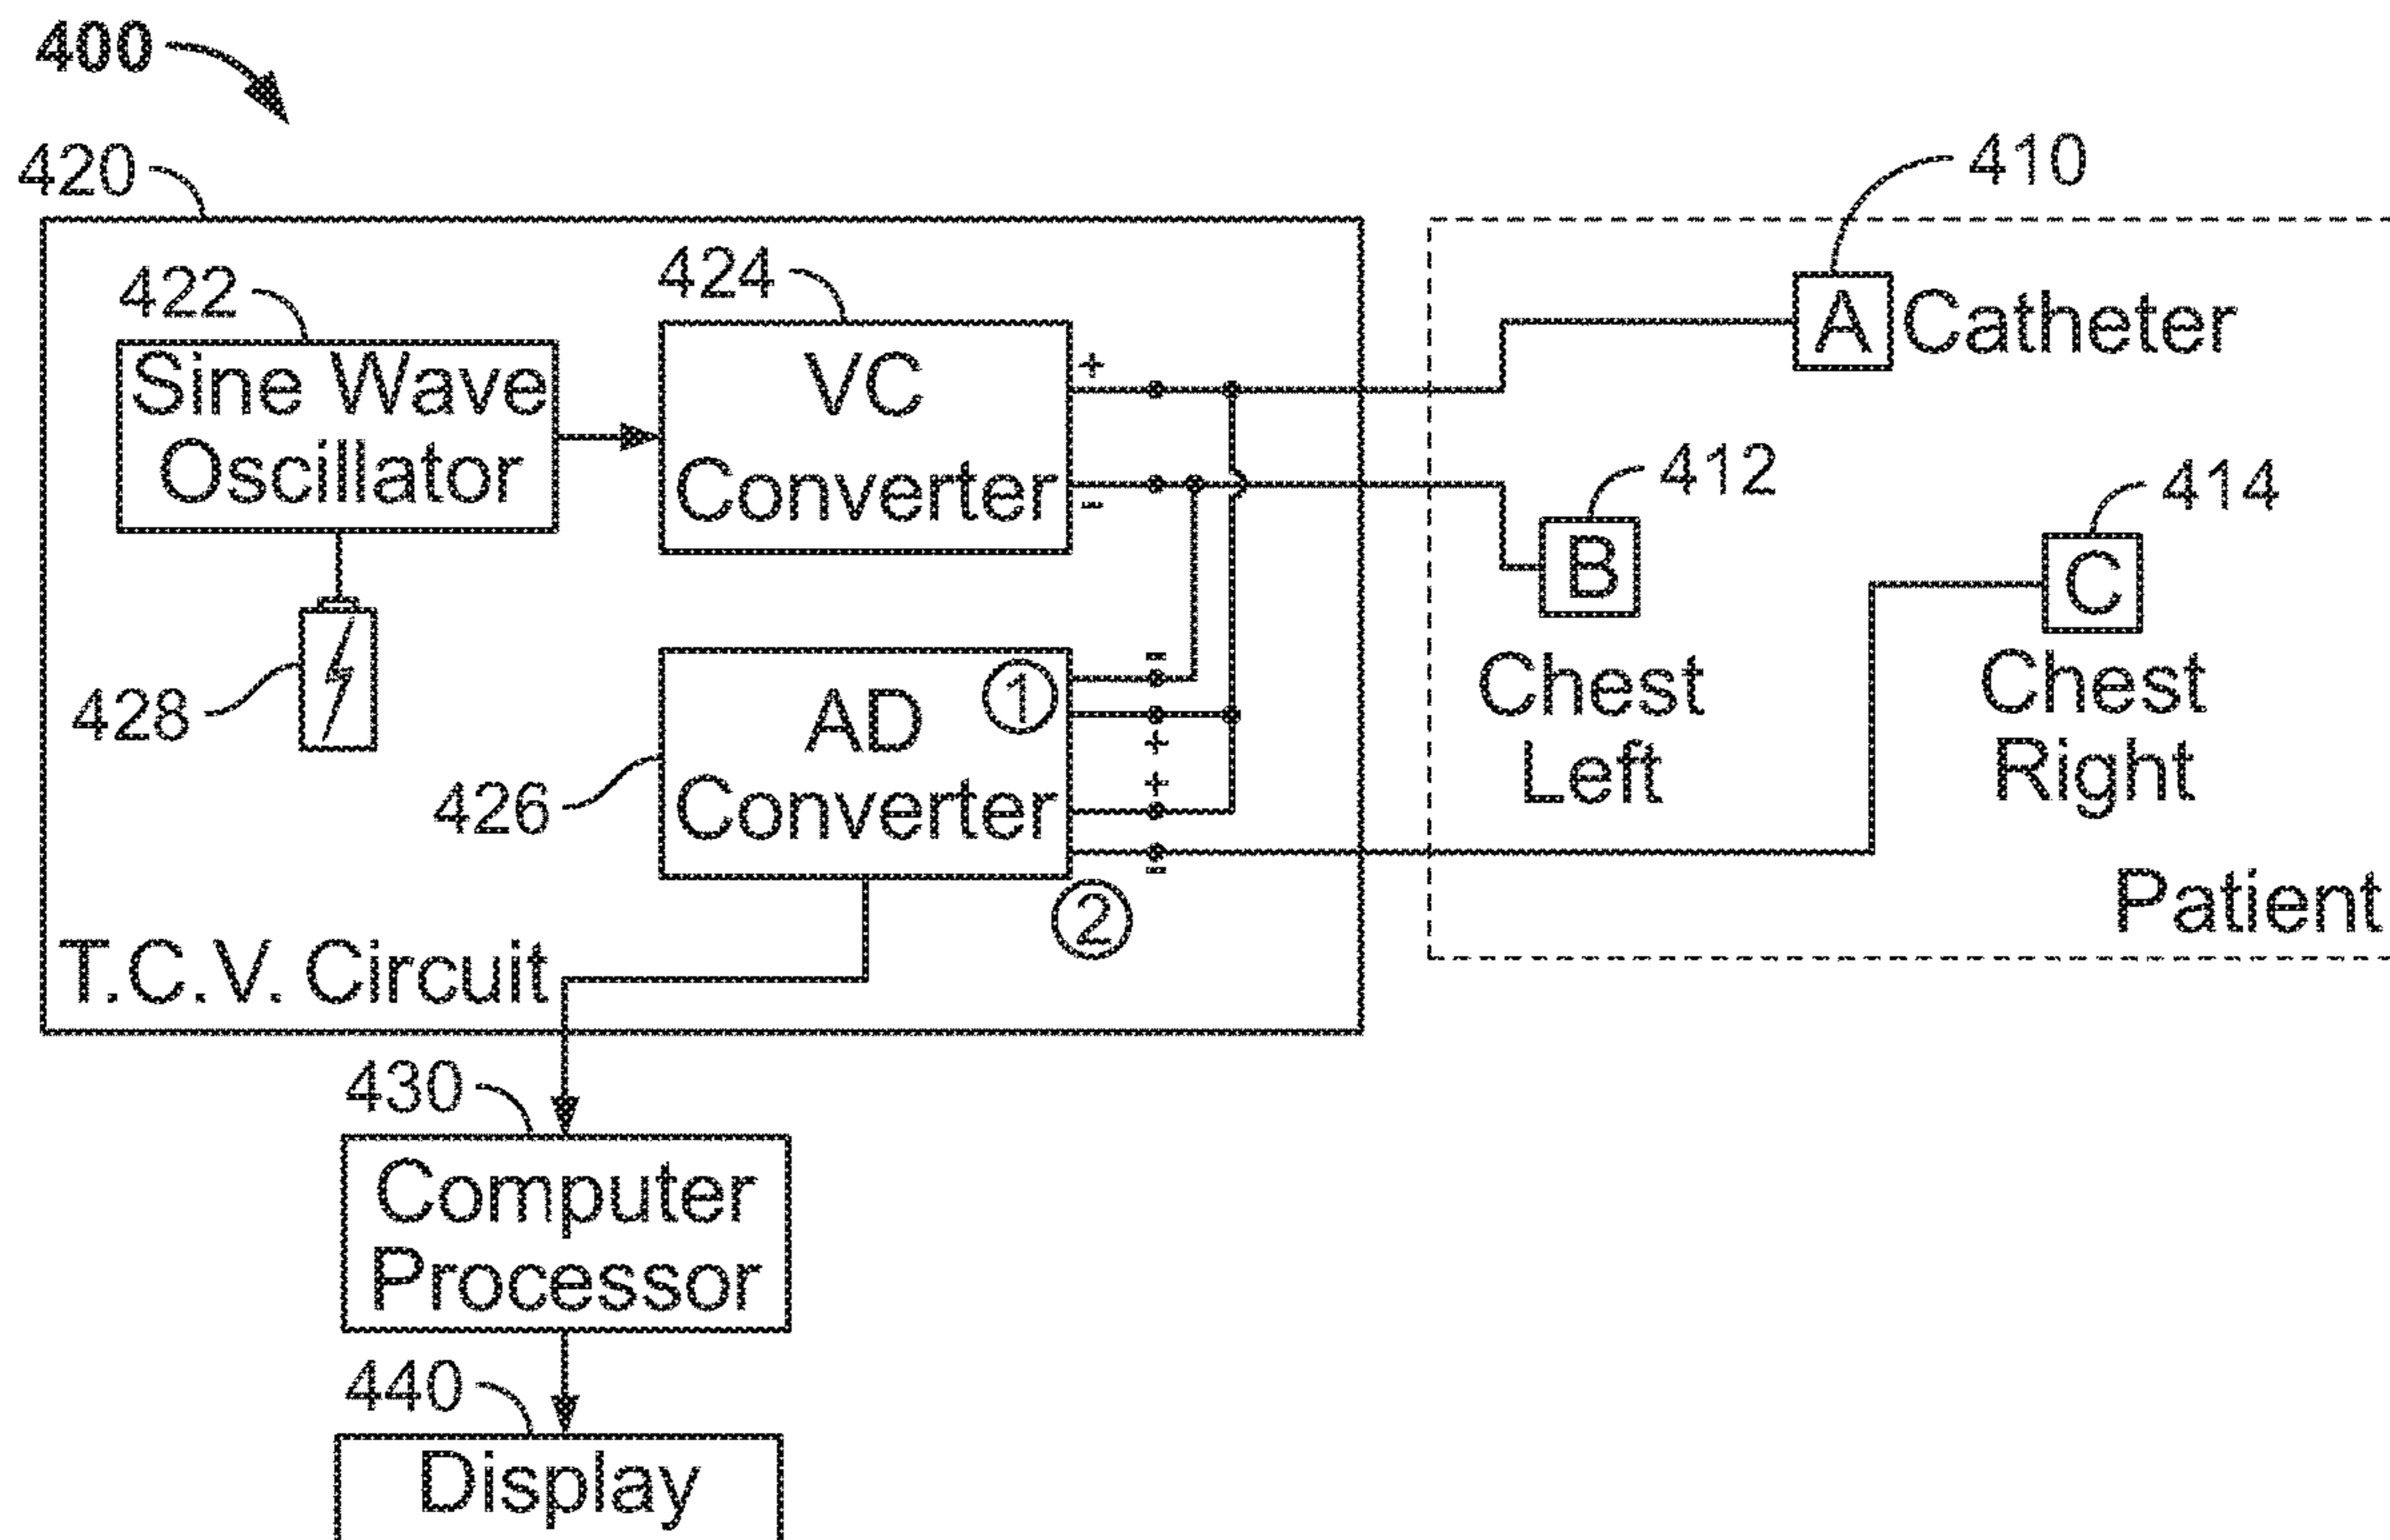 400
420
410
424
422
A Catheter
Sine Wave
Oscillator
VC
Converter
+
-
412
414
B
C
428
Chest
Left
Chest
Right
426
AD
Converter
1
-
+
+
-
2
Patient
T.C.V. Circuit
430
Computer
Processor
440
Display